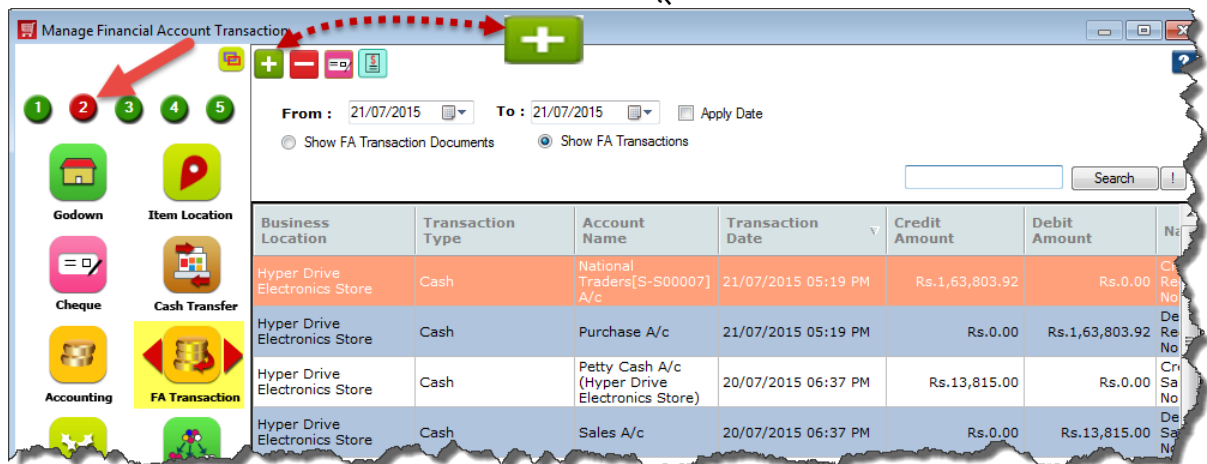 Manage Financial Account Transaction
1 2 3 4 5
From : 21/07/2015 To : 21/07/2015 Apply Date
Show FA Transaction Documents Show FA Transactions
Search !
Godown Item Location
Cheque Cash Transfer
Accounting FA Transaction
Business Location Transaction Type Account Name Transaction Date Credit Amount Debit Amount
Hyper Drive Electronics Store Cash National Traders[S-S00007] A/c 21/07/2015 05:19 PM Rs.1,63,803.92 Rs.0.00
Hyper Drive Electronics Store Cash Purchase A/c 21/07/2015 05:19 PM Rs.0.00 Rs.1,63,803.92
Hyper Drive Electronics Store Cash Petty Cash A/c (Hyper Drive Electronics Store) 20/07/2015 06:37 PM Rs.13,815.00 Rs.0.00
Hyper Drive Electronics Store Cash Sales A/c 20/07/2015 06:37 PM Rs.0.00 Rs.13,815.00